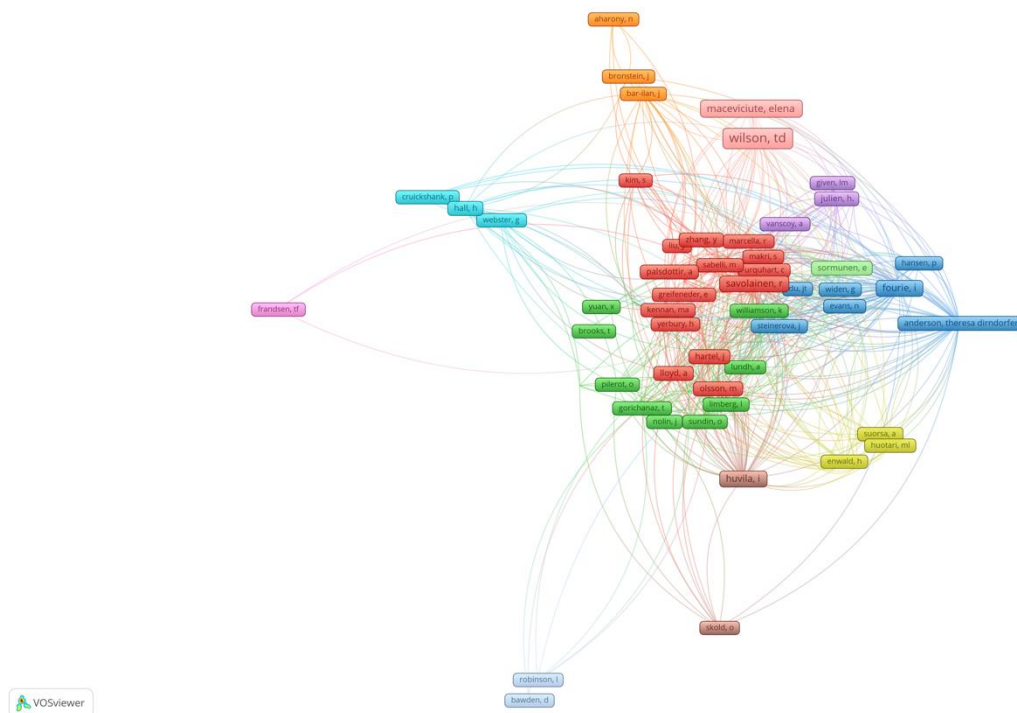 aharony, n
bronstein, j
bar-ilan, j
maceviciute, elena
wilson, td
kim, s
given, lm
julien, h.
cruickshank, p
hall, h
webster, g
vanscoy, a
zhang, y
marcella, r
liu,
makri, s
sabelli, m
urquhart, c
palsdottir, a
sormunen, e
hansen, p
savolainen, r
du, jt
widen, g
fourie, i
greifeneder, e
yuan, x
evans, n
frandsen, tf
kennan, ma
williamson, k
yerbury, h
steinerova, j
anderson, theresa dirndorfer
brooks, t
hartel, j
lundh, a
lloyd, a
pilerot, o
olsson, m
gorichanaz, t
limberg, l
nolin, j
sundin, o
suorsa, a
huotari, ml
enwald, h
huvila, i
skold, o
robinson, l
bawden, d
VOSviewer